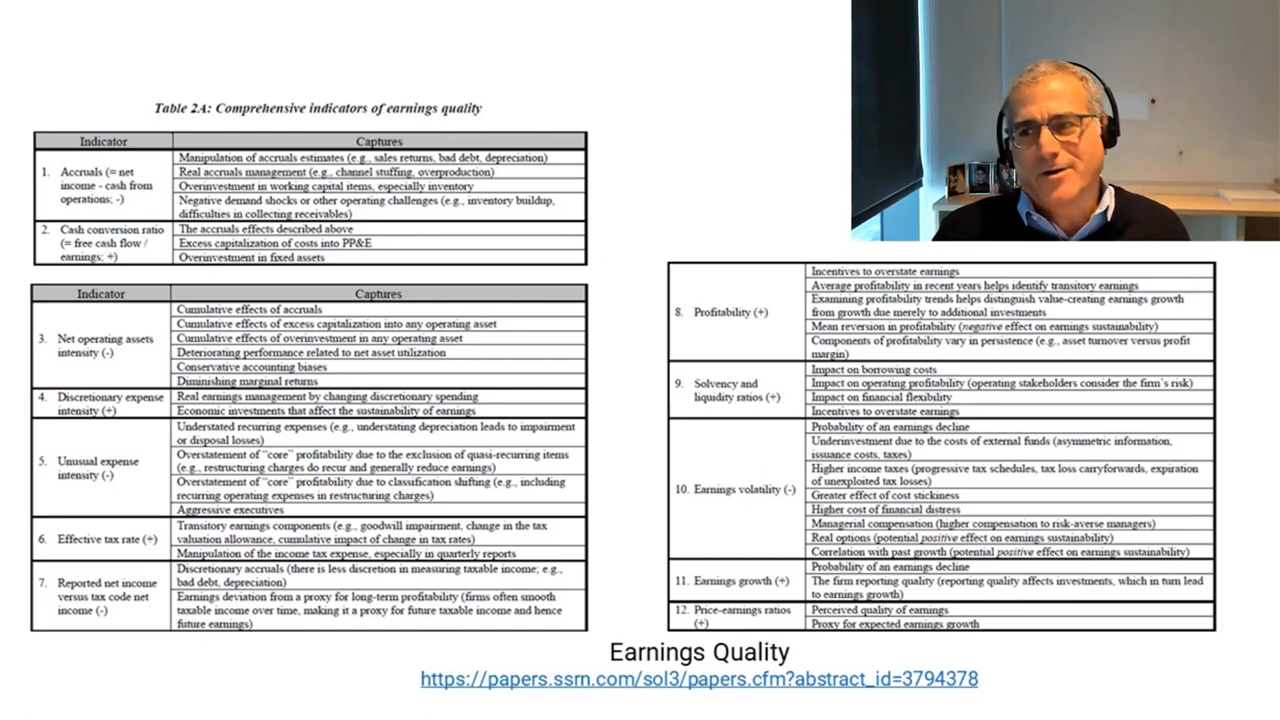 Table 2A: Comprehensive indicators of earnings quality
Indicator
Captures
1. Accruals (= net
income - cash from
operations; -)
Manipulation of accruals estimates (e.g., sales returns, bad debt, depreciation)
Real accruals management (e.g., channel stuffing, overproduction)
Overinvestment in working capital items, especially inventory
Negative demand shocks or other operating challenges (e.g., inventory buildup,
difficulties in collecting receivables)
2. Cash conversion ratio
(= free cash flow /
earnings; +)
The accruals effects described above
Excess capitalization of costs into PP&E
Overinvestment in fixed assets
Indicator
Captures
3. Net operating assets
intensity (-)
Cumulative effects of accruals
Cumulative effects of excess capitalization into any operating asset
Cumulative effects of overinvestment in any operating asset
Deteriorating performance related to net asset utilization
Conservative accounting biases
Diminishing marginal returns
4. Discretionary expense
intensity (+)
Real earnings management by changing discretionary spending
Economic investments that affect the sustainability of earnings
5. Unusual expense
intensity (-)
Understated recurring expenses (e.g., understating depreciation leads to impairment
or disposal losses)
Overstatement of "core" profitability due to the exclusion of quasi-recurring items
(e.g., restructuring charges do recur and generally reduce earnings)
Overstatement of "core" profitability due to classification shifting (e.g., including
recurring operating expenses in restructuring charges)
Aggressive executives
6. Effective tax rate (+)
Transitory earnings components (e.g., goodwill impairment, change in the tax
valuation allowance, cumulative impact of change in tax rates)
Manipulation of the income tax expense, especially in quarterly reports
7. Reported net income
versus tax code net
income (-)
Discretionary accruals (there is less discretion in measuring taxable income; e.g.,
bad debt, depreciation)
Earnings deviation from a proxy for long-term profitability (firms often smooth
taxable income over time, making it a proxy for future taxable income and hence
future earnings)
8. Profitability (+)
Incentives to overstate earnings
Average profitability in recent years helps identify transitory earnings
Examining profitability trends helps distinguish value-creating earnings growth
from growth due merely to additional investments
Mean reversion in profitability (negative effect on earnings sustainability)
Components of profitability vary in persistence (e.g., asset turnover versus profit
margin)
9. Solvency and
liquidity ratios (+)
Impact on borrowing costs
Impact on operating profitability (operating stakeholders consider the firm's risk)
Impact on financial flexibility
Incentives to overstate earnings
10. Earnings volatility (-)
Probability of an earnings decline
Underinvestment due to the costs of external funds (asymmetric information,
issuance costs, taxes)
Higher income taxes (progressive tax schedules, tax loss carryforwards, expiration
of unexploited tax losses)
Greater effect of cost stickiness
Higher cost of financial distress
Managerial compensation (higher compensation to risk-averse managers)
Real options (potential positive effect on earnings sustainability)
Correlation with past growth (potential positive effect on earnings sustainability)
11. Earnings growth (+)
Probability of an earnings decline
The firm reporting quality (reporting quality affects investments, which in turn lead
to earnings growth)
12. Price-earnings ratios
(+)
Perceived quality of earnings
Proxy for expected earnings growth
Earnings Quality
https://papers.ssrn.com/sol3/papers.cfm?abstract_id=3794378